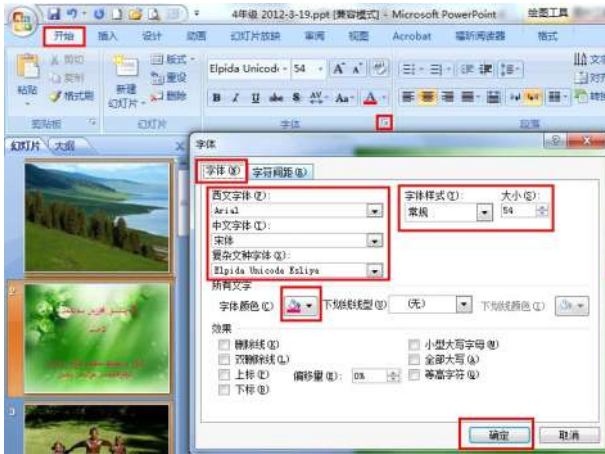 4年级 2012-3-19.ppt [兼容模式] - Microsoft PowerPoint 绘图工具
开始 插入 设计 动画 幻灯片放映 审阅 视图 Acrobat 福昕阅读器 格式
剪切 版式 Elpida Unicod 54
复制 重设
粘贴 格式刷 新建 幻灯片 删除
剪贴板 幻灯片 字体 段落
幻灯片 大纲
字体
字体(N) 字符间距(R)
西文字体(F): 字体样式(Y): 大小(S):
Arial 常规 54
中文字体(T):
宋体
复杂文种字体(X):
Elpida Unicode Esliye
所有文字
字体颜色(C) 下划线线型(U) (无) 下划线颜色(I)
效果
删除线(K) 小型大写字母(M)
双删除线(L) 全部大写(A)
上标(P) 偏移量(E): 0% 等高字符(Q)
下标(B)
确定 取消
2
3